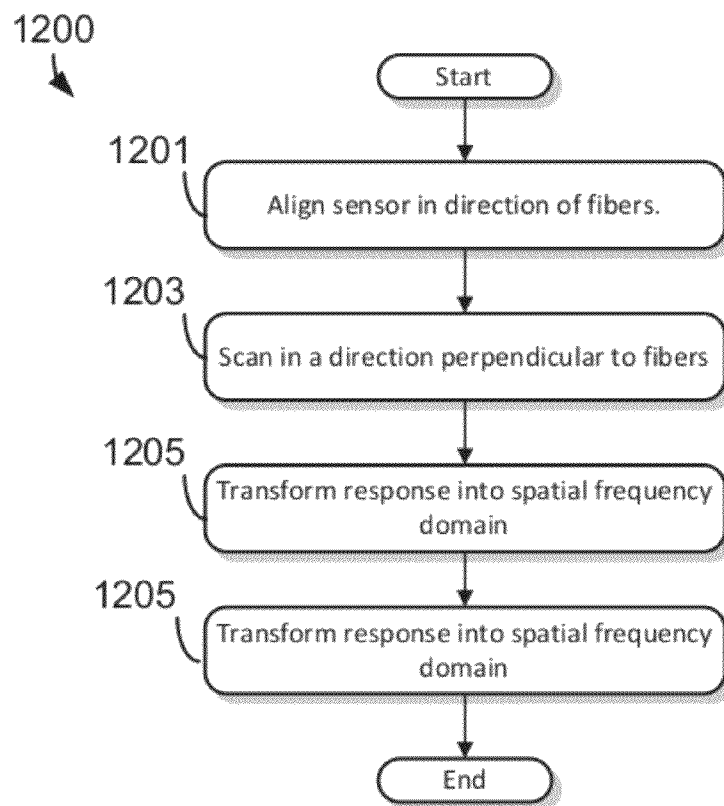 1200
Start
1201
Align sensor in direction of fibers.
1203
Scan in a direction perpendicular to fibers
1205
Transform response into spatial frequency
domain
1205
Transform response into spatial frequency
domain
End